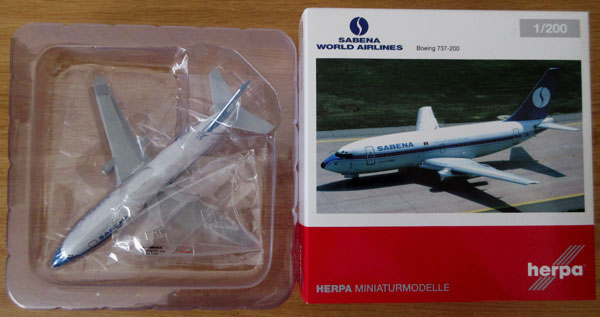 SABENA
WORLD AIRLINES
Boeing 737-200
1/200
SABENA
HERPA MINIATURMODELLE
herpa